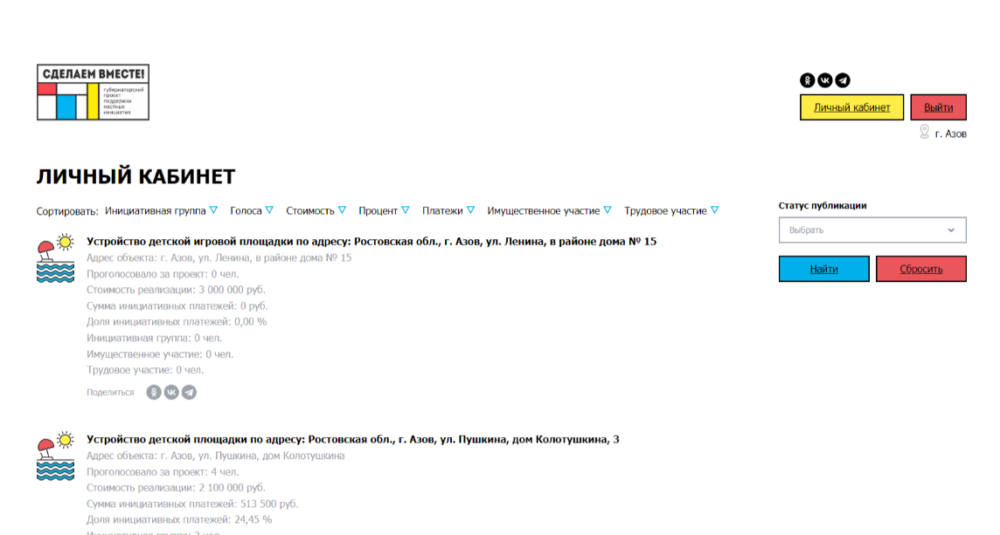 СДЕЛАЕМ ВМЕСТЕ!
губернаторский
проект
поддержки
местных
инициатив
Личный кабинет
Выйти
г. Азов
ЛИЧНЫЙ КАБИНЕТ
Сортировать: Инициативная группа Голоса Стоимость Процент Платежи Имущественное участие Трудовое участие
Статус публикации
Выбрать
Найти
Сбросить
Устройство детской игровой площадки по адресу: Ростовская обл., г. Азов, ул. Ленина, в районе дома № 15
Адрес объекта: г. Азов, ул. Ленина, в районе дома № 15
Проголосовало за проект: 0 чел.
Стоимость реализации: 3 000 000 руб.
Сумма инициативных платежей: 0 руб.
Доля инициативных платежей: 0,00 %
Инициативная группа: 0 чел.
Имущественное участие: 0 чел.
Трудовое участие: 0 чел.
Поделиться
Устройство детской площадки по адресу: Ростовская обл., г. Азов, ул. Пушкина, дом Колотушкина, 3
Адрес объекта: г. Азов, ул. Пушкина, дом Колотушкина
Проголосовало за проект: 4 чел.
Стоимость реализации: 2 100 000 руб.
Сумма инициативных платежей: 513 500 руб.
Доля инициативных платежей: 24,45 %